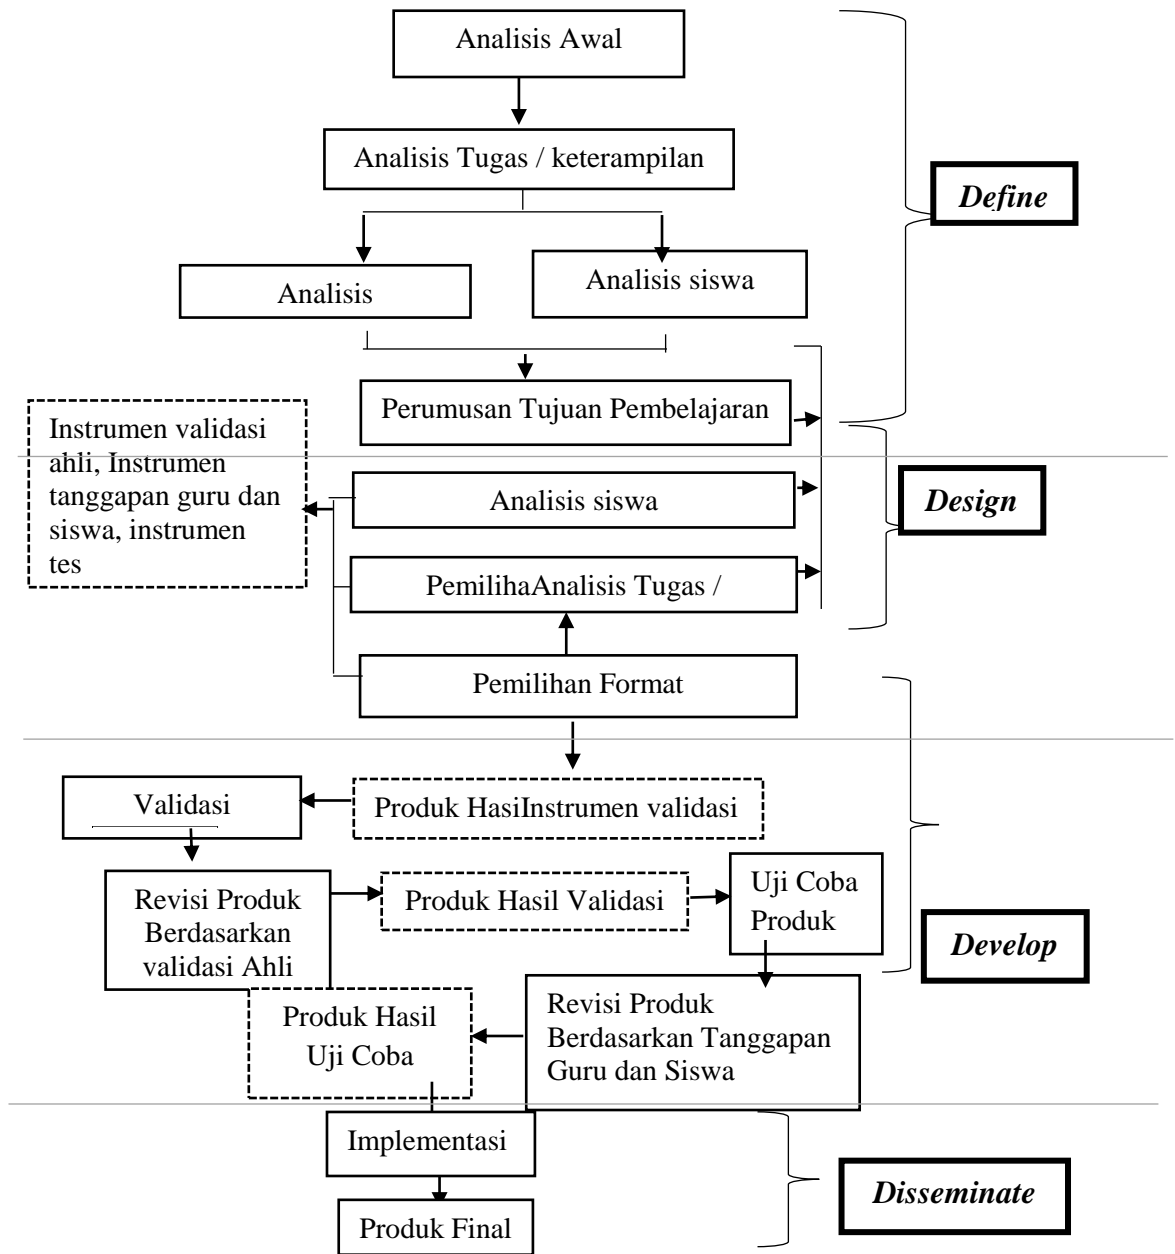 Analisis Awal
Analisis Tugas / keterampilan
Define
Analisis
Analisis siswa
Perumusan Tujuan Pembelajaran
Instrumen validasi
ahli, Instrumen
tanggapan guru dan
siswa, instrumen
tes
Analisis siswa
Design
PemilihaAnalisis Tugas /
Pemilihan Format
Validasi
Produk HasiInstrumen validasi
Revisi Produk
Berdasarkan
validasi Ahli
Produk Hasil Validasi
Uji Coba
Produk
Develop
Produk Hasil
Uji Coba
Revisi Produk
Berdasarkan Tanggapan
Guru dan Siswa
Implementasi
Disseminate
Produk Final